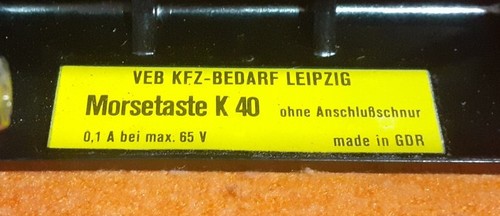 VEB KFZ-BEDARF LEIPZIG
Morsetaste K 40 ohne Anschlußschnur
0,1 A bei max. 65 V made in GDR